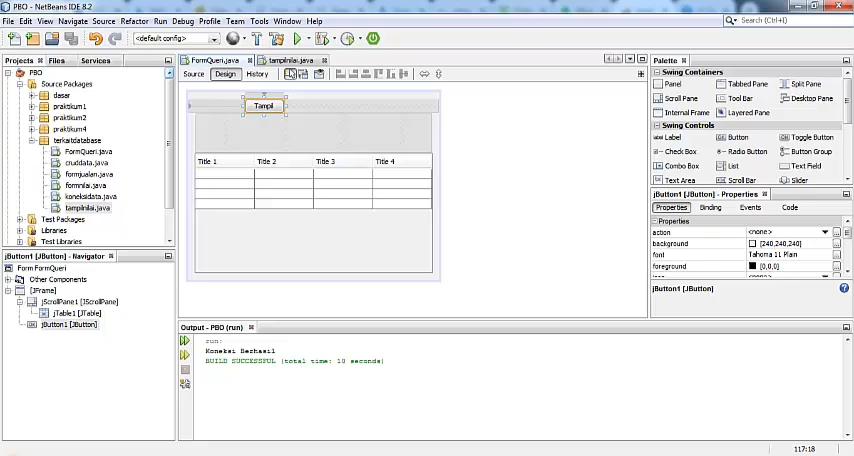 PBO - NetBeans IDE 8.2
File Edit View Navigate Source Refactor Run Debug Profile Team Tools Window Help
Search (Ctrl+I)
<default config>
Projects Files Services
PBO
Source Packages
dasar
praktikum1
praktikum2
praktikum4
terkaitdatabase
FormQueri.java
cruddata.java
formjualan.java
formnilai.java
koneksidata.java
tampilnilai.java
Test Packages
Libraries
Test Libraries
jButton1 [JButton] - Navigator
Form FormQueri
Other Components
[JFrame]
jScrollPane1 [JScrollPane]
jTable1 [JTable]
jButton1 [JButton]
FormQueri.java tampilnilai.java
Source Design History
Tampil
Title 1 Title 2 Title 3 Title 4
Output - PBO (run)
run:
Koneksi Berhasil
BUILD SUCCESSFUL (total time: 10 seconds)
Palette
Swing Containers
Panel Tabbed Pane Split Pane
Scroll Pane Tool Bar Desktop Pane
Internal Frame Layered Pane
Swing Controls
Label Button Toggle Button
Check Box Radio Button Button Group
Combo Box List Text Field
Text Area Scroll Bar Slider
jButton1 [JButton] - Properties
Properties Binding Events Code
Properties
action <none>
background [240,240,240]
font Tahoma 11 Plain
foreground [0,0,0]
jButton1 [JButton]
117:18